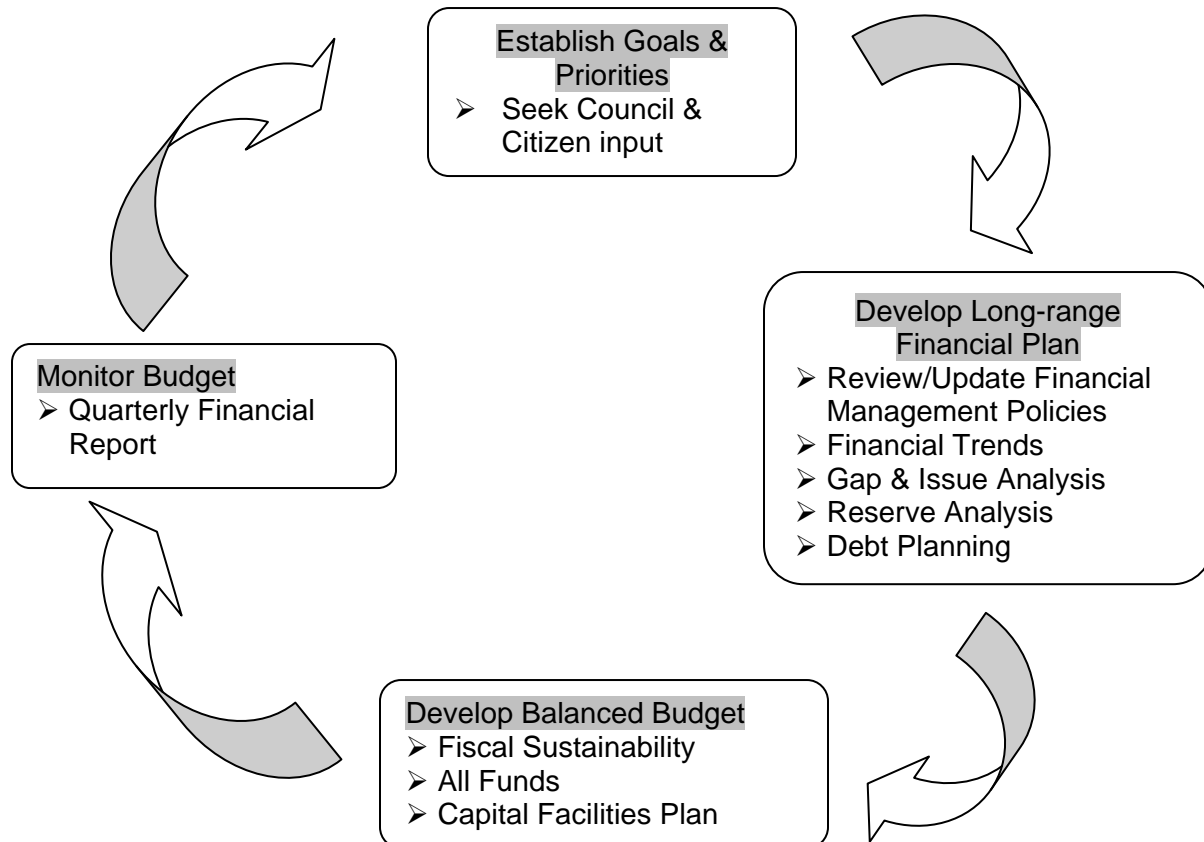 Establish Goals &
Priorities
➢ Seek Council &
Citizen input
Develop Long-range
Financial Plan
➢ Review/Update Financial
Management Policies
➢ Financial Trends
➢ Gap & Issue Analysis
➢ Reserve Analysis
➢ Debt Planning
Develop Balanced Budget
➢ Fiscal Sustainability
➢ All Funds
➢ Capital Facilities Plan
Monitor Budget
➢ Quarterly Financial
Report